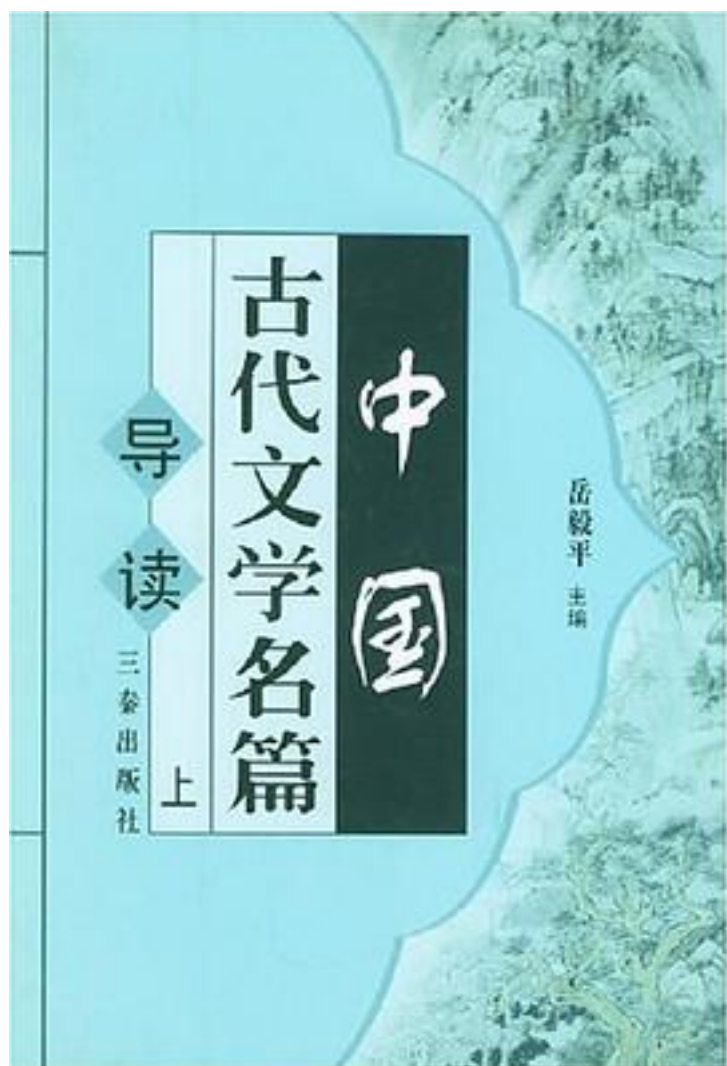 中国
古代文学名篇
导读
上
岳毅平 主编
三秦出版社